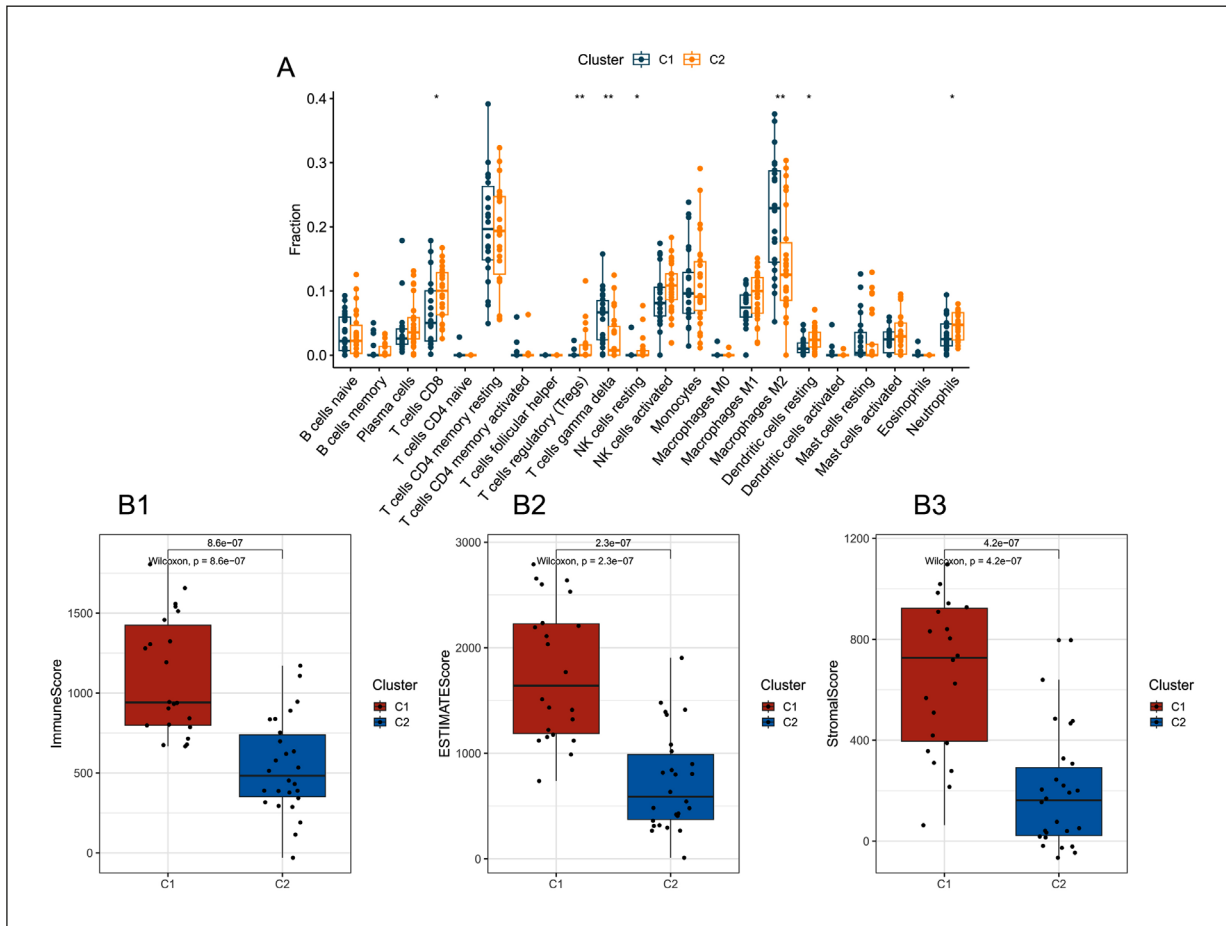 A
Cluster C1 C2
* ** ** * ** * *
0.4
0.3
0.2
0.1
0.0
Fraction
B cells naive
B cells memory
Plasma cells
T cells CD8
T cells CD4 naive
T cells CD4 memory resting
T cells CD4 memory activated
T cells follicular helper
T cells regulatory (Tregs)
T cells gamma delta
NK cells resting
NK cells activated
Monocytes
Macrophages M0
Macrophages M1
Macrophages M2
Dendritic cells resting
Dendritic cells activated
Mast cells resting
Mast cells activated
Eosinophils
Neutrophils
B1
8.6e−07
Wilcoxon, p = 8.6e−07
1500
1000
500
0
ImmuneScore
C1 C2
Cluster
C1
C2
B2
2.3e−07
Wilcoxon, p = 2.3e−07
3000
2000
1000
0
ESTIMATEScore
C1 C2
Cluster
C1
C2
B3
4.2e−07
Wilcoxon, p = 4.2e−07
1200
800
400
0
StromalScore
C1 C2
Cluster
C1
C2